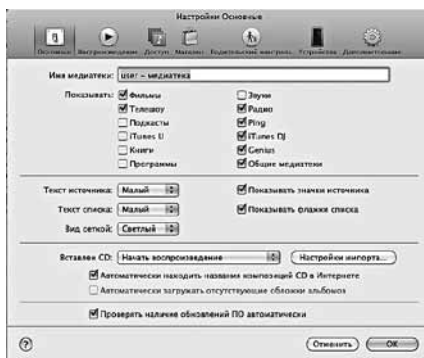 Настройки Основные
Основные Воспроизведение Доступ Магазин Родительский контроль Устройства Дополнительные
Имя медиатеки: user – медиатека
Показывать: Фильмы Звуки
Телешоу Радио
Подкасты Ping
iTunes U iTunes DJ
Книги Genius
Программы Общие медиатеки
Текст источника: Малый Показывать значки источника
Текст списка: Малый Показывать флажки списка
Вид сеткой: Светлый
Вставлен CD: Начать воспроизведение Настройки импорта...
Автоматически находить названия композиций CD в Интернете
Автоматически загружать отсутствующие обложки альбомов
Проверять наличие обновлений ПО автоматически
? Отменить OK